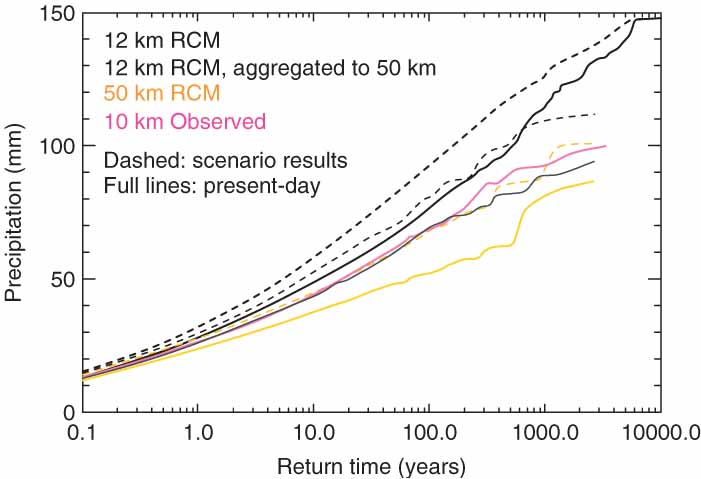 150
100
50
0
Precipitation (mm)
12 km RCM
12 km RCM, aggregated to 50 km
50 km RCM
10 km Observed
Dashed: scenario results
Full lines: present-day
0.1 1.0 10.0 100.0 1000.0 10000.0
Return time (years)